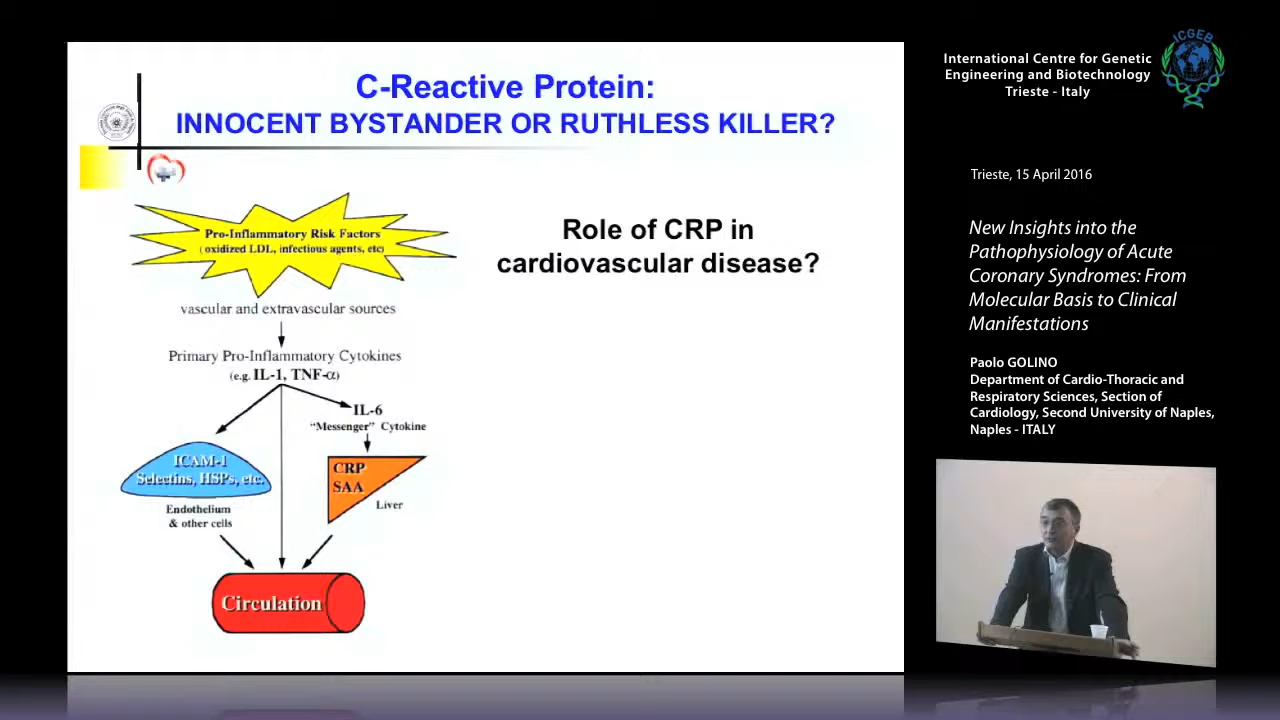 C-Reactive Protein:
INNOCENT BYSTANDER OR RUTHLESS KILLER?
Pro-Inflammatory Risk Factors
(oxidized LDL, infectious agents, etc)
vascular and extravascular sources
Primary Pro-Inflammatory Cytokines
(e.g. IL-1, TNF-α)
IL-6
“Messenger” Cytokine
ICAM-1
Selectins, HSPs, etc.
CRP
SAA
Liver
Endothelium
& other cells
Circulation
Role of CRP in
cardiovascular disease?
International Centre for Genetic
Engineering and Biotechnology
Trieste - Italy
ICGEB
Trieste, 15 April 2016
New Insights into the
Pathophysiology of Acute
Coronary Syndromes: From
Molecular Basis to Clinical
Manifestations
Paolo GOLINO
Department of Cardio-Thoracic and
Respiratory Sciences, Section of
Cardiology, Second University of Naples,
Naples - ITALY